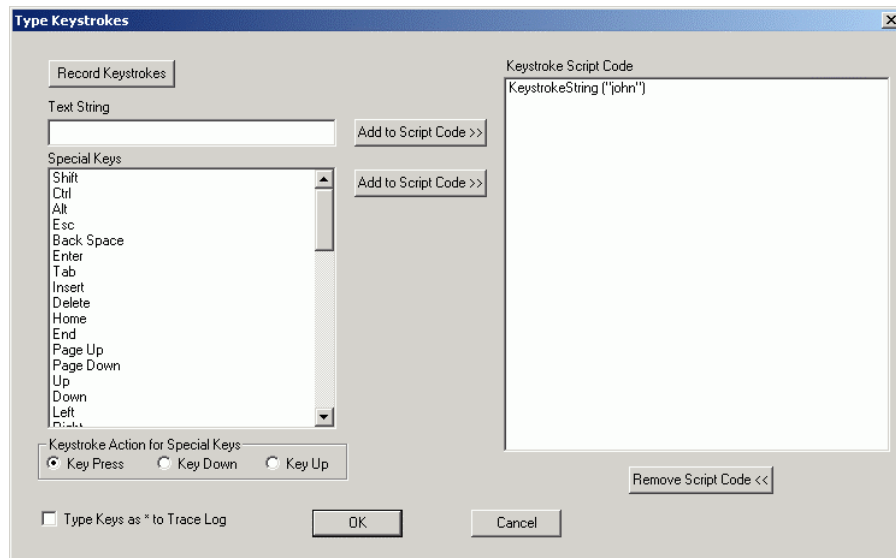 Type Keystrokes
Record Keystrokes
Text String
Add to Script Code >>
Special Keys
Shift
Ctrl
Alt
Esc
Back Space
Enter
Tab
Insert
Delete
Home
End
Page Up
Page Down
Up
Down
Left
Right
Add to Script Code >>
Keystroke Action for Special Keys
Key Press Key Down Key Up
Type Keys as * to Trace Log
OK
Cancel
Keystroke Script Code
KeystrokeString ("john")
Remove Script Code <<